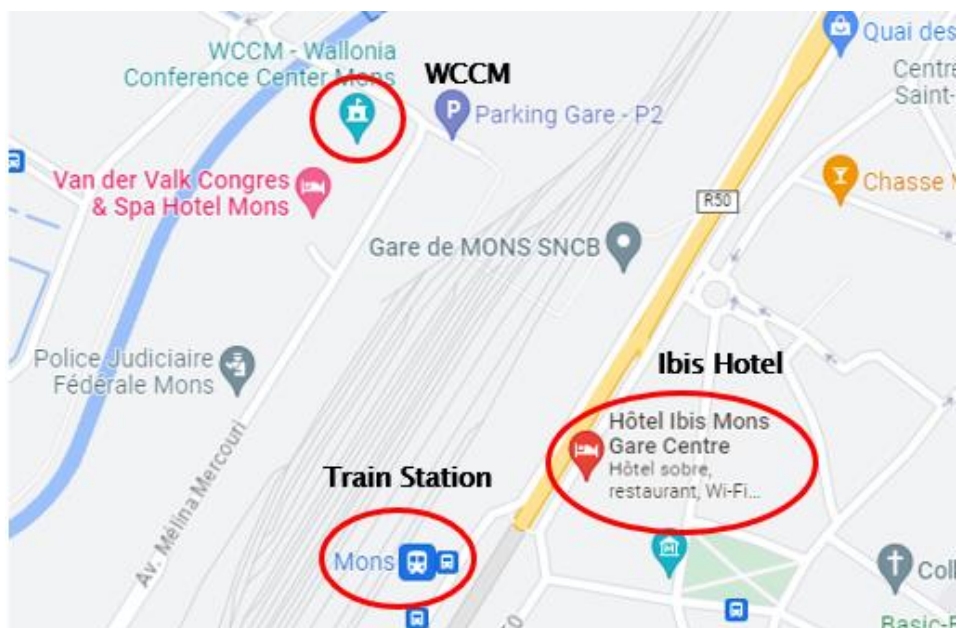 Quai des
WCCM - Wallonia
Conference Center Mons
WCCM
Parking Gare - P2
Centre
Saint-
Van der Valk Congres
& Spa Hotel Mons
R50
Chasse
Gare de MONS SNCB
Police Judiciaire
Fédérale Mons
Ibis Hotel
Hôtel Ibis Mons
Gare Centre
Hôtel sobre,
restaurant, Wi-Fi...
Av. Mélina Mercouri
Train Station
Mons
Coll